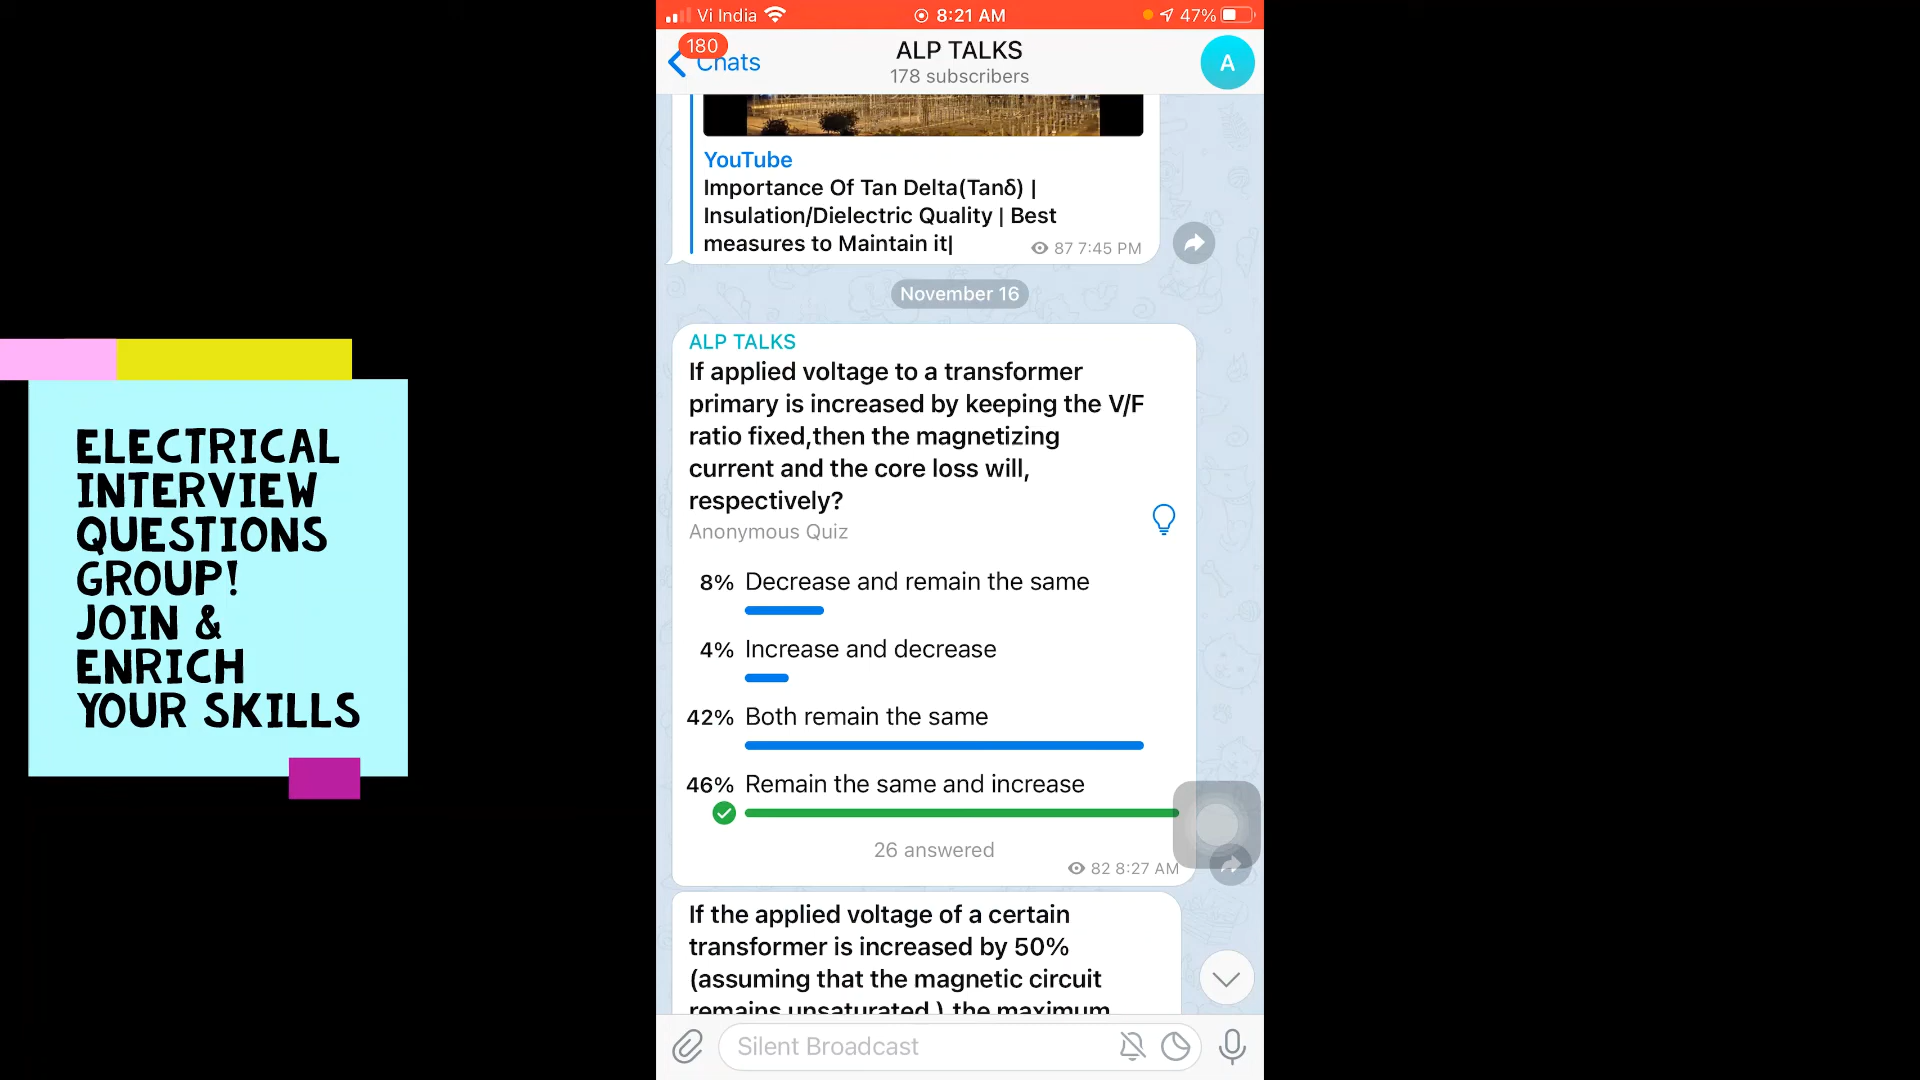 ELECTRICAL
INTERVIEW
QUESTIONS
GROUP!
JOIN &
ENRICH
YOUR SKILLS
Vi India
8:21 AM
47%
180
Chats
ALP TALKS
178 subscribers
A
YouTube
Importance Of Tan Delta(Tanδ) |
Insulation/Dielectric Quality | Best
measures to Maintain it|
87 7:45 PM
November 16
ALP TALKS
If applied voltage to a transformer
primary is increased by keeping the V/F
ratio fixed,then the magnetizing
current and the core loss will,
respectively?
Anonymous Quiz
8% Decrease and remain the same
4% Increase and decrease
42% Both remain the same
46% Remain the same and increase
26 answered
82 8:27 AM
If the applied voltage of a certain
transformer is increased by 50%
(assuming that the magnetic circuit
remains unsaturated ) the maximum
Silent Broadcast